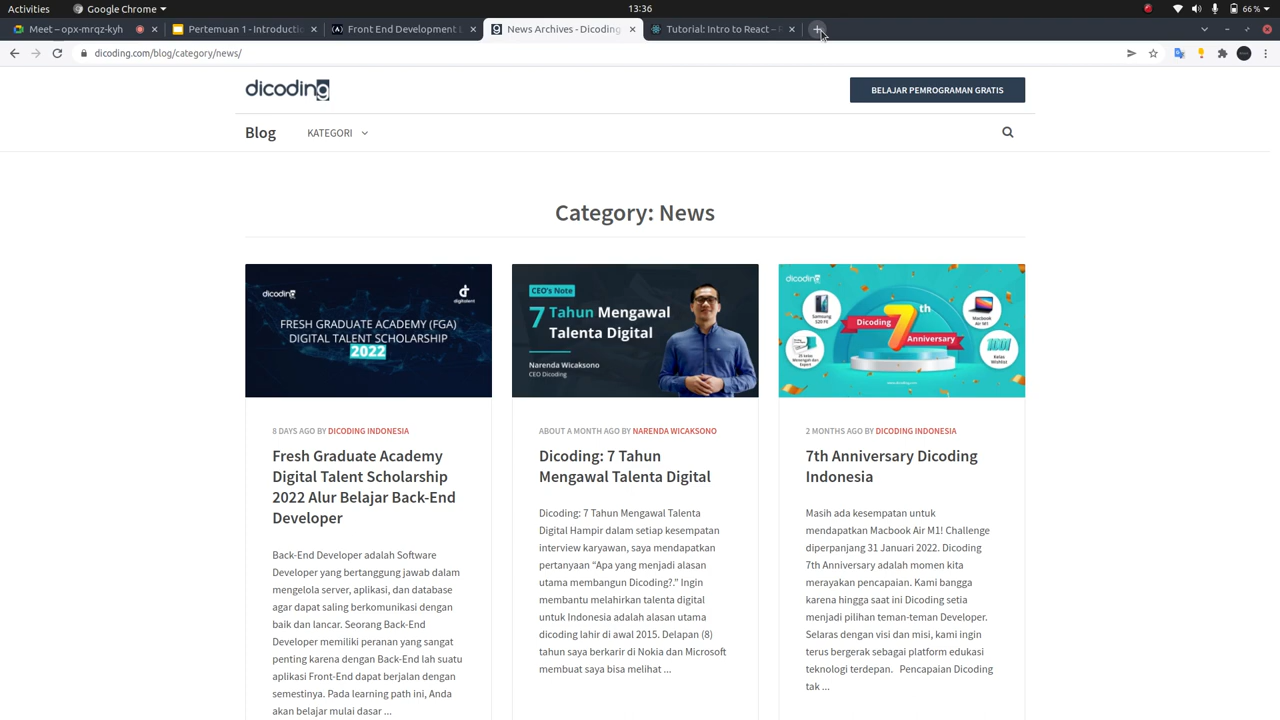 Activities
Google Chrome
13:36
66 %
Meet – opx-mrqz-kyh
Pertemuan 1 - Introductio
Front End Development L
News Archives - Dicoding
Tutorial: Intro to React –
dicoding.com/blog/category/news/
dicoding
BELAJAR PEMROGRAMAN GRATIS
Blog
KATEGORI
Category: News
dicoding
digitalent
FRESH GRADUATE ACADEMY (FGA)
DIGITAL TALENT SCHOLARSHIP
2022
8 DAYS AGO BY DICODING INDONESIA
Fresh Graduate Academy
Digital Talent Scholarship
2022 Alur Belajar Back-End
Developer
Back-End Developer adalah Software
Developer yang bertanggung jawab dalam
mengelola server, aplikasi, dan database
agar dapat saling berkomunikasi dengan
baik dan lancar. Seorang Back-End
Developer memiliki peranan yang sangat
penting karena dengan Back-End lah suatu
aplikasi Front-End dapat berjalan dengan
semestinya. Pada learning path ini, Anda
akan belajar mulai dasar ...
CEO's Note
7 Tahun Mengawal
Talenta Digital
Narenda Wicaksono
CEO Dicoding
ABOUT A MONTH AGO BY NARENDA WICAKSONO
Dicoding: 7 Tahun
Mengawal Talenta Digital
Dicoding: 7 Tahun Mengawal Talenta
Digital Hampir dalam setiap kesempatan
interview karyawan, saya mendapatkan
pertanyaan “Apa yang menjadi alasan
utama membangun Dicoding?.” Ingin
membantu melahirkan talenta digital
untuk Indonesia adalah alasan utama
dicoding lahir di awal 2015. Delapan (8)
tahun saya berkarir di Nokia dan Microsoft
membuat saya bisa melihat ...
dicoding
Samsung
S20 FE
Macbook
Air M1
Dicoding 7th Anniversary
Kelas
www.dicoding.com
2 MONTHS AGO BY DICODING INDONESIA
7th Anniversary Dicoding
Indonesia
Masih ada kesempatan untuk
mendapatkan Macbook Air M1! Challenge
diperpanjang 31 Januari 2022. Dicoding
7th Anniversary adalah momen kita
merayakan pencapaian. Kami bangga
karena hingga saat ini Dicoding setia
menjadi pilihan teman-teman Developer.
Selaras dengan visi dan misi, kami ingin
terus bergerak sebagai platform edukasi
teknologi terdepan. Pencapaian Dicoding
tak ...